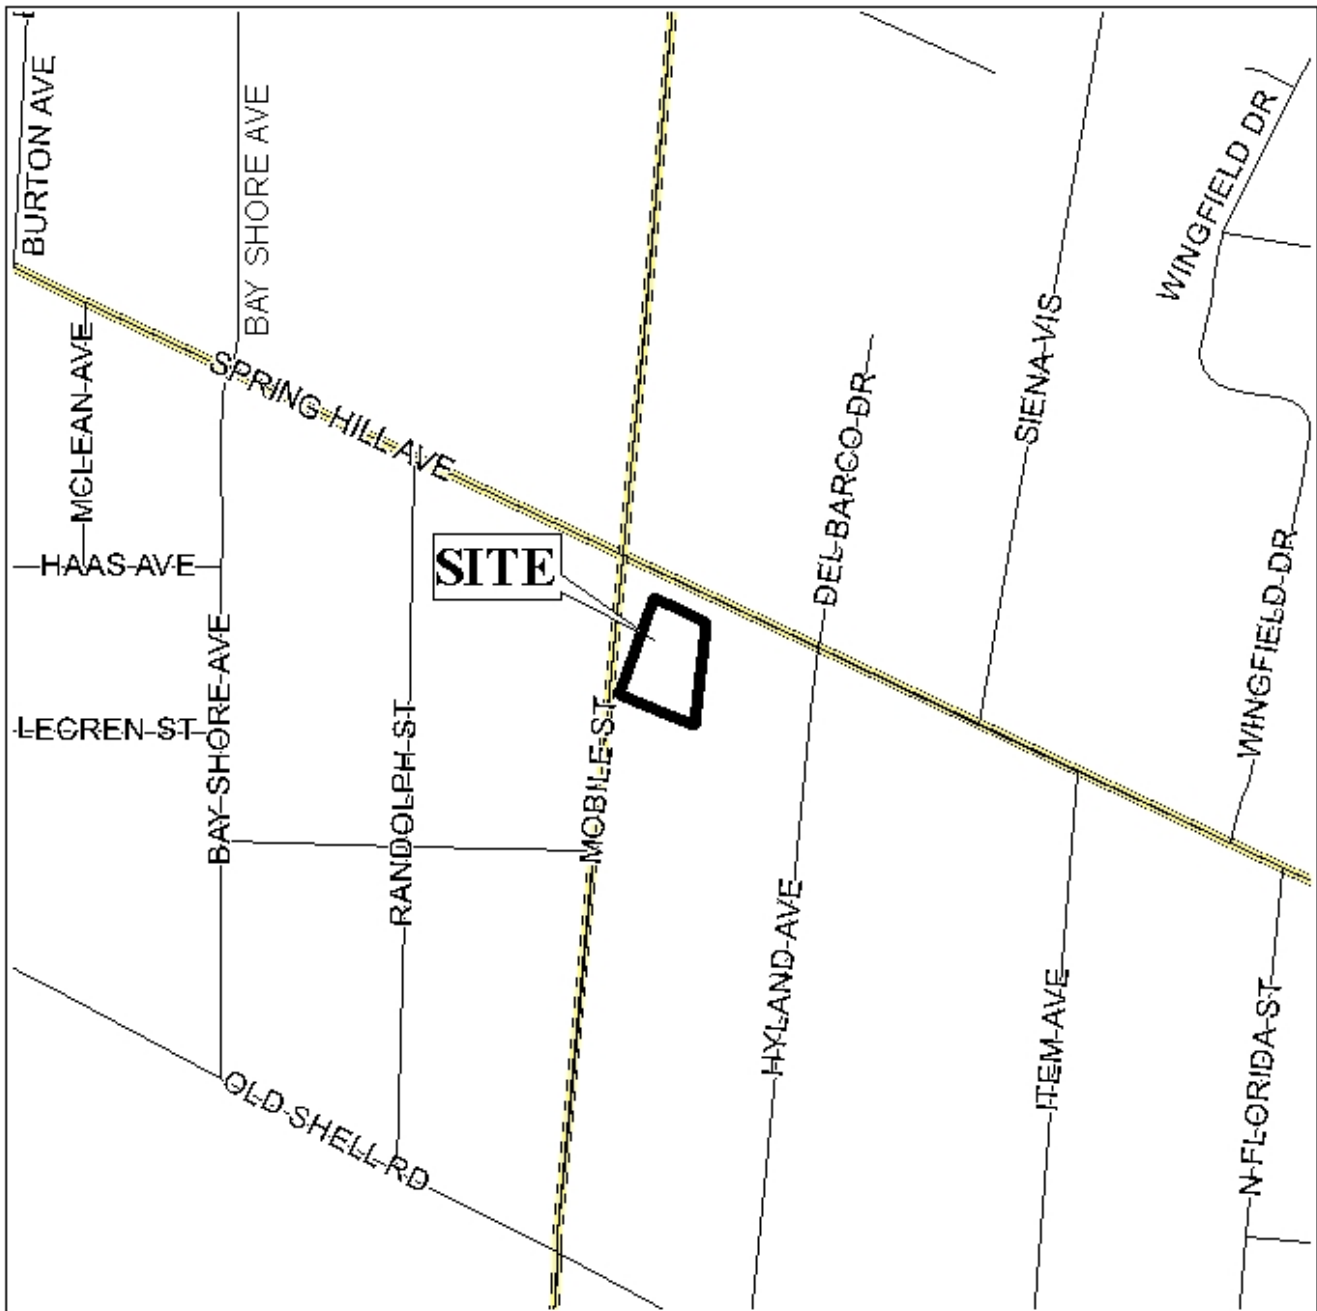 BURTON AVE
BAY SHORE AVE
WINGFIELD DR
MCLEAN AVE
SPRING HILL AVE
SIENA VIS
DEL BARCO DR
HAAS AVE
SITE
WINGFIELD DR
LEGREN ST
BAY SHORE AVE
RANDOLPH ST
MOBILE ST
HYLAND AVE
ITEM AVE
N FLORIDA ST
OLD SHELL RD